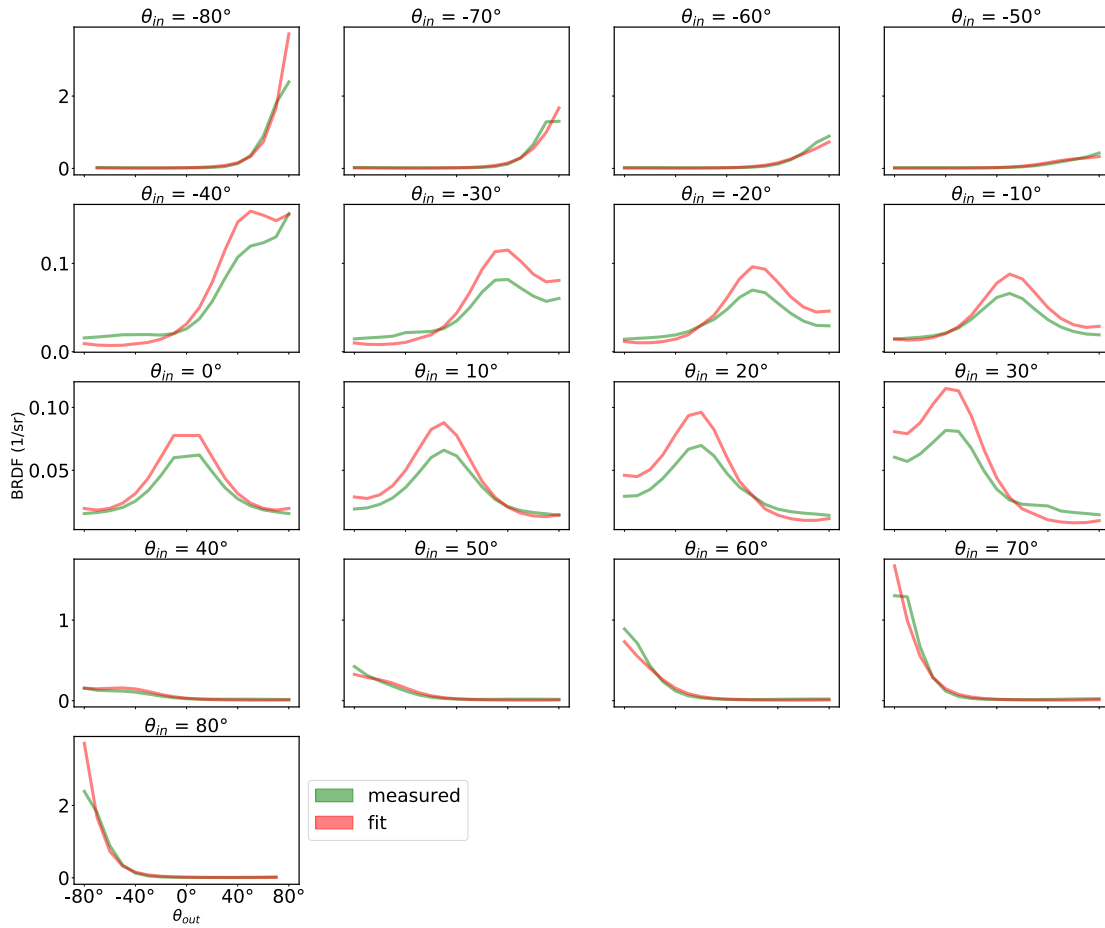 θin = -80° θin = -70° θin = -60° θin = -50°
2
0
θin = -40° θin = -30° θin = -20° θin = -10°
0.1
0.0
θin = 0° θin = 10° θin = 20° θin = 30°
0.10
0.05
BRDF (1/sr)
θin = 40° θin = 50° θin = 60° θin = 70°
1
0
θin = 80°
2
0
measured
fit
-80° -40° 0° 40° 80°
θout